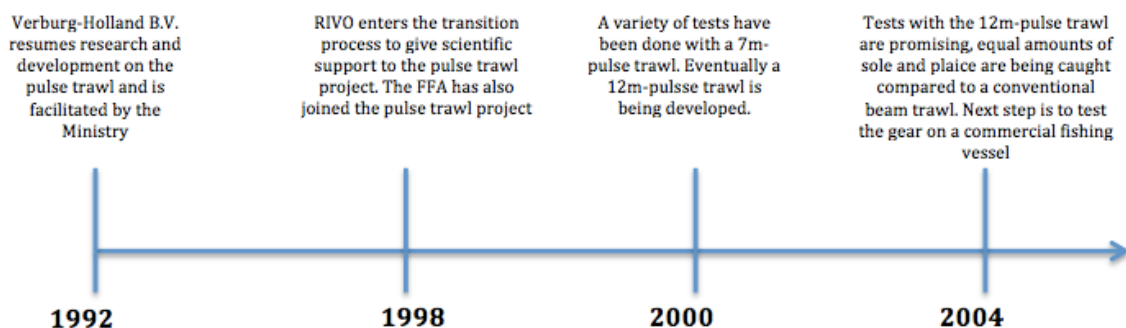 Verburg-Holland B.V.
resumes research and
development on the
pulse trawl and is
facilitated by the
Ministry
RIVO enters the transition
process to give scientific
support to the pulse trawl
project. The FFA has also
joined the pulse trawl project
A variety of tests have
been done with a 7m-
pulse trawl. Eventually a
12m-pulsse trawl is
being developed.
Tests with the 12m-pulse trawl
are promising, equal amounts of
sole and plaice are being caught
compared to a conventional
beam trawl. Next step is to test
the gear on a commercial fishing
vessel
1992
1998
2000
2004